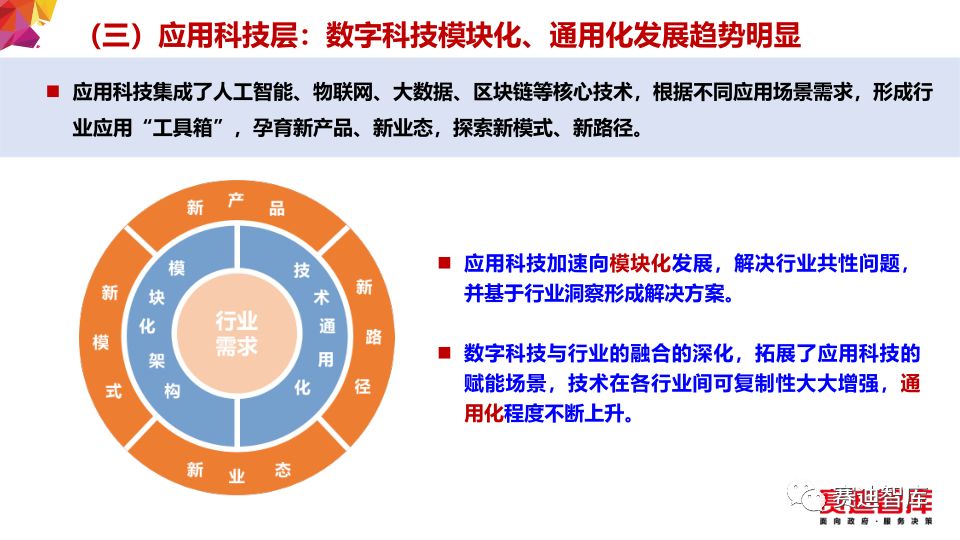 （三）应用科技层：数字科技模块化、通用化发展趋势明显
■ 应用科技集成了人工智能、物联网、大数据、区块链等核心技术，根据不同应用场景需求，形成行
业应用“工具箱”，孕育新产品、新业态，探索新模式、新路径。
新产品
新模式
模块化架构
行业
需求
技术通用化
新路径
新业态
■ 应用科技加速向模块化发展，解决行业共性问题，
并基于行业洞察形成解决方案。
■ 数字科技与行业的融合的深化，拓展了应用科技的
赋能场景，技术在各行业间可复制性大大增强，通
用化程度不断上升。
赛迪智库
赛迪智库
面向政府·服务决策